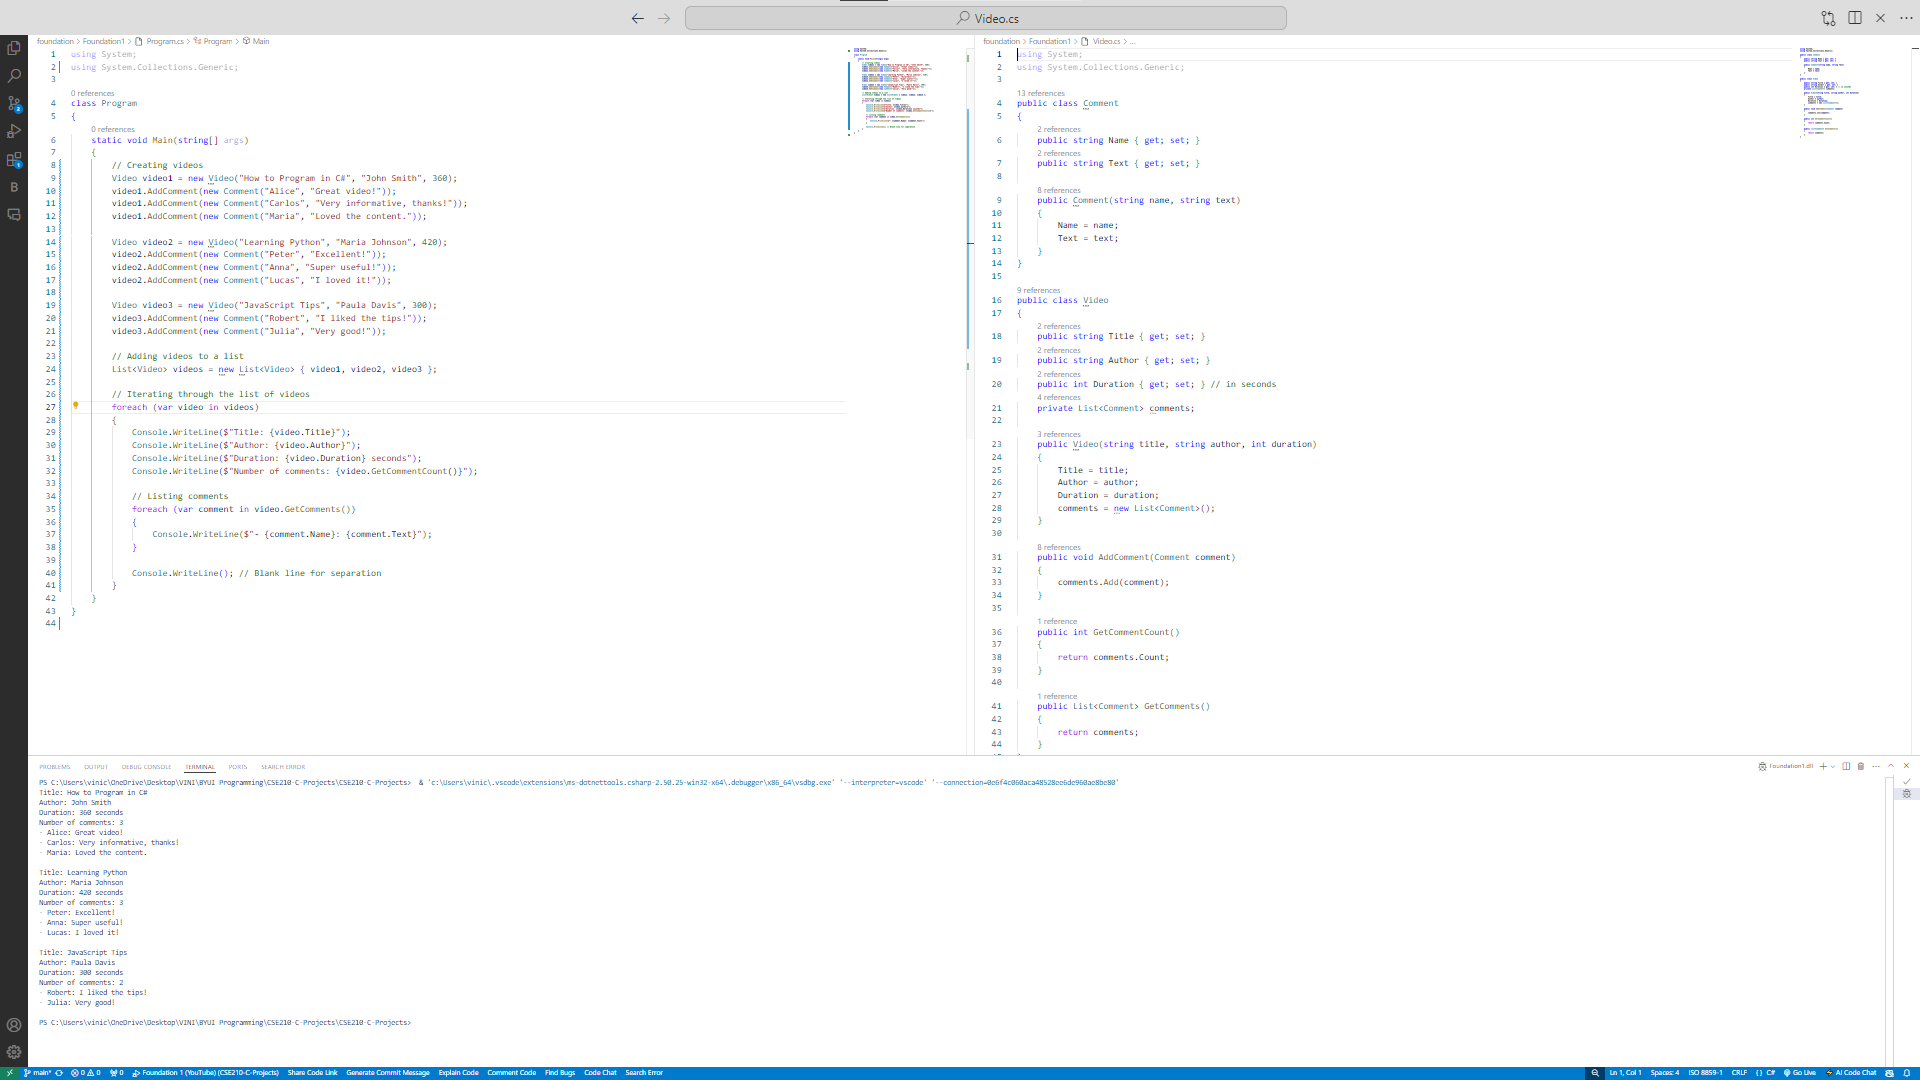 Video.cs
foundation > Foundation1 > Program.cs > Program > Main
1 using System;
2 using System.Collections.Generic;
3
0 references
4 class Program
5 {
0 references
6 static void Main(string[] args)
7 {
8 // Creating videos
9 Video video1 = new Video("How to Program in C#", "John Smith", 360);
10 video1.AddComment(new Comment("Alice", "Great video!"));
11 video1.AddComment(new Comment("Carlos", "Very informative, thanks!"));
12 video1.AddComment(new Comment("Maria", "Loved the content."));
13
14 Video video2 = new Video("Learning Python", "Maria Johnson", 420);
15 video2.AddComment(new Comment("Peter", "Excellent!"));
16 video2.AddComment(new Comment("Anna", "Super useful!"));
17 video2.AddComment(new Comment("Lucas", "I loved it!"));
18
19 Video video3 = new Video("JavaScript Tips", "Paula Davis", 300);
20 video3.AddComment(new Comment("Robert", "I liked the tips!"));
21 video3.AddComment(new Comment("Julia", "Very good!"));
22
23 // Adding videos to a list
24 List<Video> videos = new List<Video> { video1, video2, video3 };
25
26 // Iterating through the list of videos
27 foreach (var video in videos)
28 {
29 Console.WriteLine($"Title: {video.Title}");
30 Console.WriteLine($"Author: {video.Author}");
31 Console.WriteLine($"Duration: {video.Duration} seconds");
32 Console.WriteLine($"Number of comments: {video.GetCommentCount()}");
33
34 // Listing comments
35 foreach (var comment in video.GetComments())
36 {
37 Console.WriteLine($"- {comment.Name}: {comment.Text}");
38 }
39
40 Console.WriteLine(); // Blank line for separation
41 }
42 }
43 }
44
foundation > Foundation1 > Video.cs > ...
1 using System;
2 using System.Collections.Generic;
3
13 references
4 public class Comment
5 {
2 references
6 public string Name { get; set; }
2 references
7 public string Text { get; set; }
8
8 references
9 public Comment(string name, string text)
10 {
11 Name = name;
12 Text = text;
13 }
14 }
15
9 references
16 public class Video
17 {
2 references
18 public string Title { get; set; }
2 references
19 public string Author { get; set; }
2 references
20 public int Duration { get; set; } // in seconds
4 references
21 private List<Comment> comments;
22
3 references
23 public Video(string title, string author, int duration)
24 {
25 Title = title;
26 Author = author;
27 Duration = duration;
28 comments = new List<Comment>();
29 }
30
8 references
31 public void AddComment(Comment comment)
32 {
33 comments.Add(comment);
34 }
35
1 reference
36 public int GetCommentCount()
37 {
38 return comments.Count;
39 }
40
1 reference
41 public List<Comment> GetComments()
42 {
43 return comments;
44 }
PROBLEMS OUTPUT DEBUG CONSOLE TERMINAL PORTS SEARCH ERROR
Foundation1.dll
PS C:\Users\vinic\OneDrive\Desktop\VINI\BYUI Programming\CSE210-C-Projects\CSE210-C-Projects> & 'c:\Users\vinic\.vscode\extensions\ms-dotnettools.csharp-2.50.25-win32-x64\.debugger\x86_64\vsdbg.exe' '--interpreter=vscode' '--connection=0e6f4c060aca48528ee6de960ae8be80'
Title: How to Program in C#
Author: John Smith
Duration: 360 seconds
Number of comments: 3
- Alice: Great video!
- Carlos: Very informative, thanks!
- Maria: Loved the content.
Title: Learning Python
Author: Maria Johnson
Duration: 420 seconds
Number of comments: 3
- Peter: Excellent!
- Anna: Super useful!
- Lucas: I loved it!
Title: JavaScript Tips
Author: Paula Davis
Duration: 300 seconds
Number of comments: 2
- Robert: I liked the tips!
- Julia: Very good!
PS C:\Users\vinic\OneDrive\Desktop\VINI\BYUI Programming\CSE210-C-Projects\CSE210-C-Projects>
main* 0 0 0 Foundation 1 (YouTube) (CSE210-C-Projects) Share Code Link Generate Commit Message Explain Code Comment Code Find Bugs Code Chat Search Error
Ln 1, Col 1 Spaces: 4 ISO 8859-1 CRLF {} C# Go Live AI Code Chat